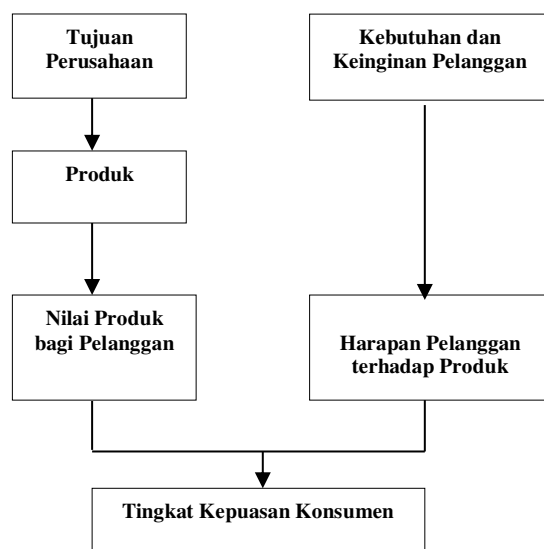 Tujuan
Perusahaan
Kebutuhan dan
Keinginan Pelanggan
Produk
Nilai Produk
bagi Pelanggan
Harapan Pelanggan
terhadap Produk
Tingkat Kepuasan Konsumen